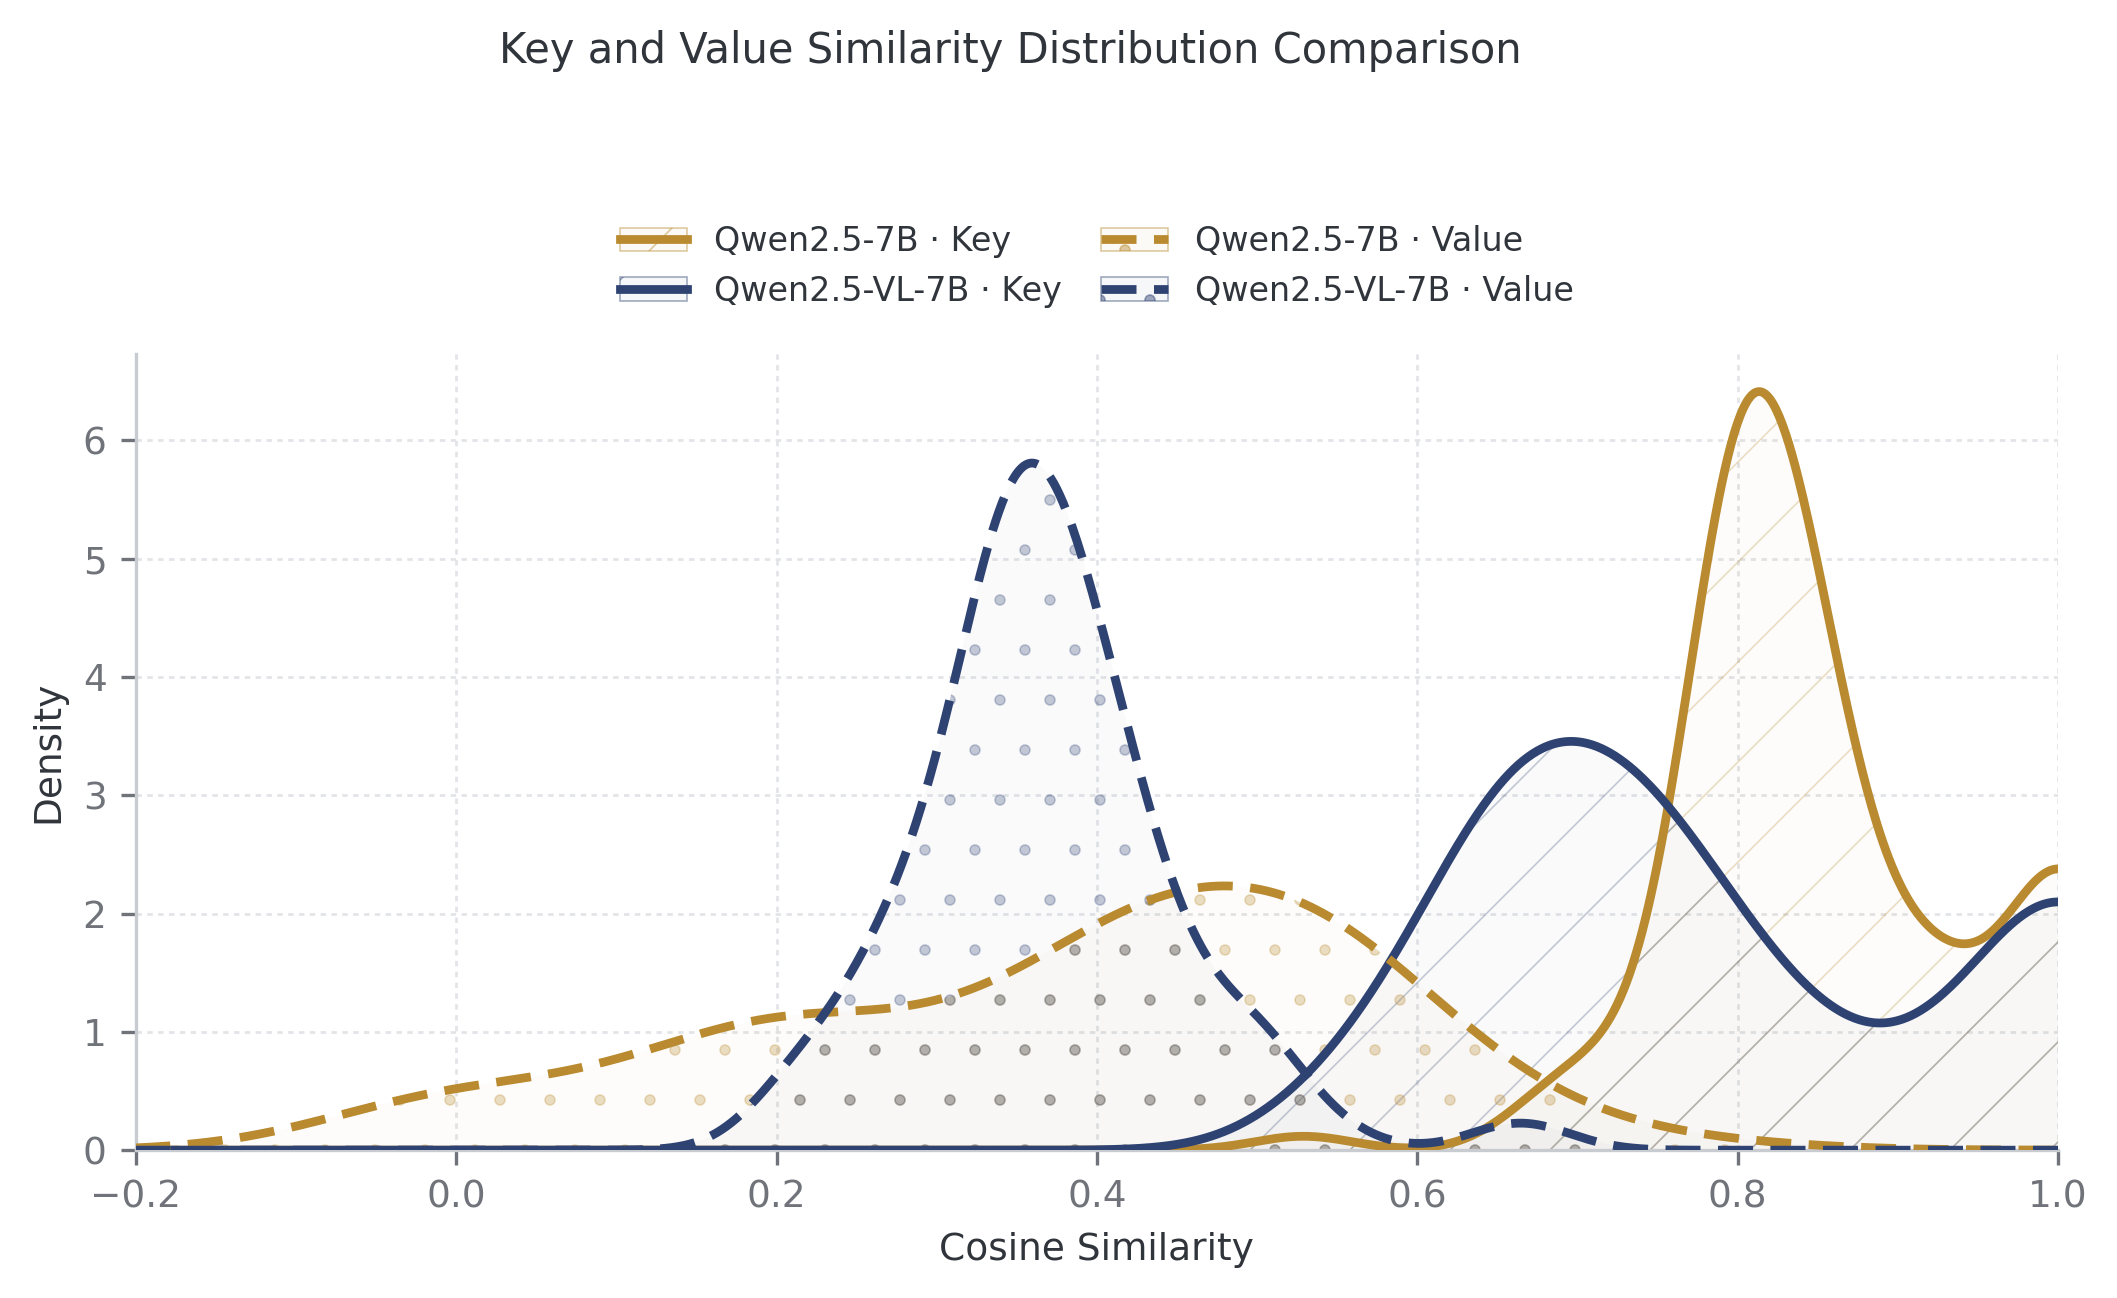 Key and Value Similarity Distribution Comparison
Qwen2.5-7B · Key
Qwen2.5-7B · Value
Qwen2.5-VL-7B · Key
Qwen2.5-VL-7B · Value
6
5
4
3
2
1
0
Density
−0.2
0.0
0.2
0.4
0.6
0.8
1.0
Cosine Similarity